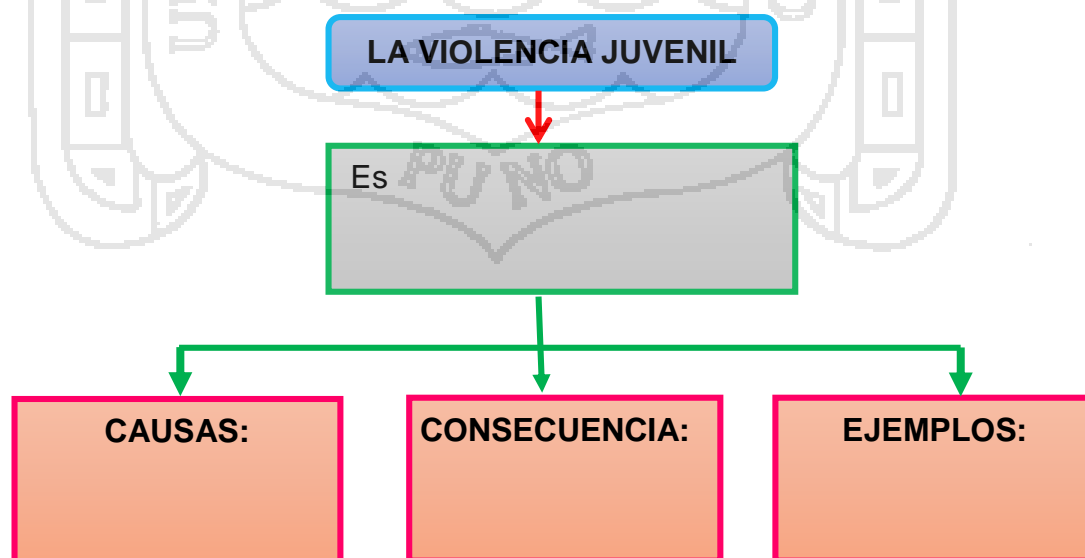 LA VIOLENCIA JUVENIL
PUNO
Es
CAUSAS:
CONSECUENCIA:
EJEMPLOS: